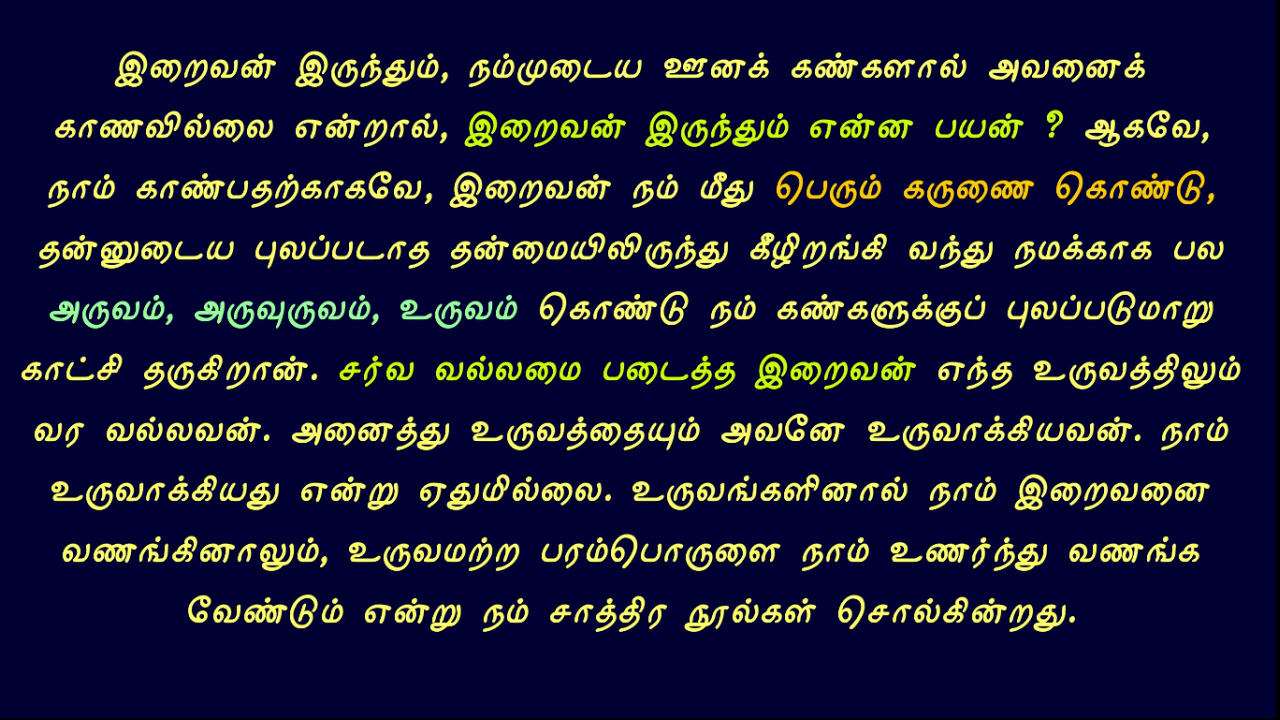 இறைவன் இருந்தும், நம்முடைய ஊனக் கண்களால் அவனைக்
காணவில்லை என்றால், இறைவன் இருந்தும் என்ன பயன் ? ஆகவே,
நாம் காண்பதற்காகவே, இறைவன் நம் மீது பெரும் கருணை கொண்டு,
தன்னுடைய புலப்படாத தன்மையிலிருந்து கீழிறங்கி வந்து நமக்காக பல
அருவம், அருவுருவம், உருவம் கொண்டு நம் கண்களுக்குப் புலப்படுமாறு
காட்சி தருகிறான். சர்வ வல்லமை படைத்த இறைவன் எந்த உருவத்திலும்
வர வல்லவன். அனைத்து உருவத்தையும் அவனே உருவாக்கியவன். நாம்
உருவாக்கியது என்று ஏதுமில்லை. உருவங்களினால் நாம் இறைவனை
வணங்கினாலும், உருவமற்ற பரம்பொருளை நாம் உணர்ந்து வணங்க
வேண்டும் என்று நம் சாத்திர நூல்கள் சொல்கின்றது.